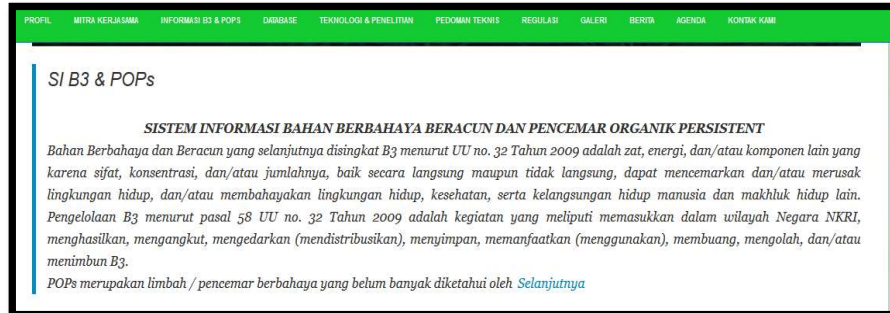 PROFIL MITRA KERJASAMA INFORMASI B3 & POPS DATABASE TEKNOLOGI & PENELITIAN PEDOMAN TEKNIS REGULASI GALERI BERITA AGENDA KONTAK KAMI
SI B3 & POPs
SISTEM INFORMASI BAHAN BERBAHAYA BERACUN DAN PENCEMAR ORGANIK PERSISTENT
Bahan Berbahaya dan Beracun yang selanjutnya disingkat B3 menurut UU no. 32 Tahun 2009 adalah zat, energi, dan/atau komponen lain yang
karena sifat, konsentrasi, dan/atau jumlahnya, baik secara langsung maupun tidak langsung, dapat mencemarkan dan/atau merusak
lingkungan hidup, dan/atau membahayakan lingkungan hidup, kesehatan, serta kelangsungan hidup manusia dan makhluk hidup lain.
Pengelolaan B3 menurut pasal 58 UU no. 32 Tahun 2009 adalah kegiatan yang meliputi memasukkan dalam wilayah Negara NKRI,
menghasilkan, mengangkut, mengedarkan (mendistribusikan), menyimpan, memanfaatkan (menggunakan), membuang, mengolah, dan/atau
menimbun B3.
POPs merupakan limbah / pencemar berbahaya yang belum banyak diketahui oleh Selanjutnya